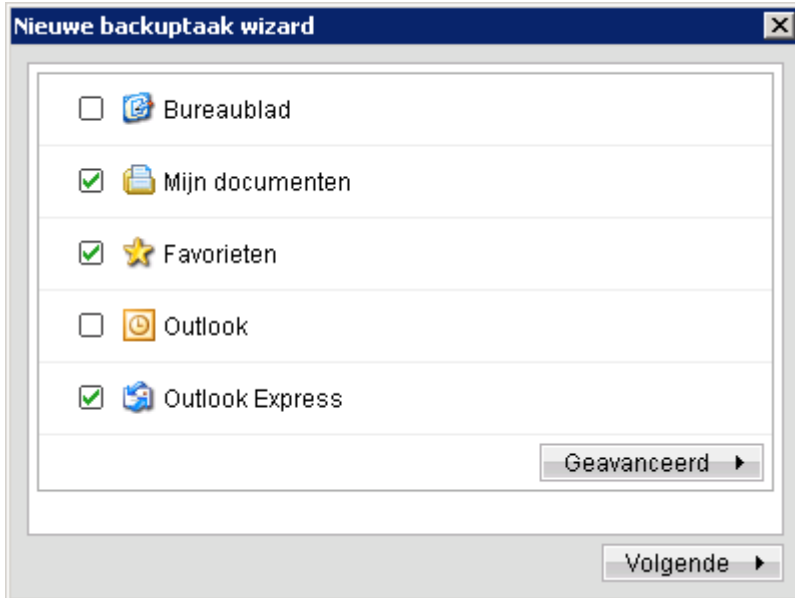 Nieuwe backuptaak wizard
Bureaublad
Mijn documenten
Favorieten
Outlook
Outlook Express
Geavanceerd
Volgende